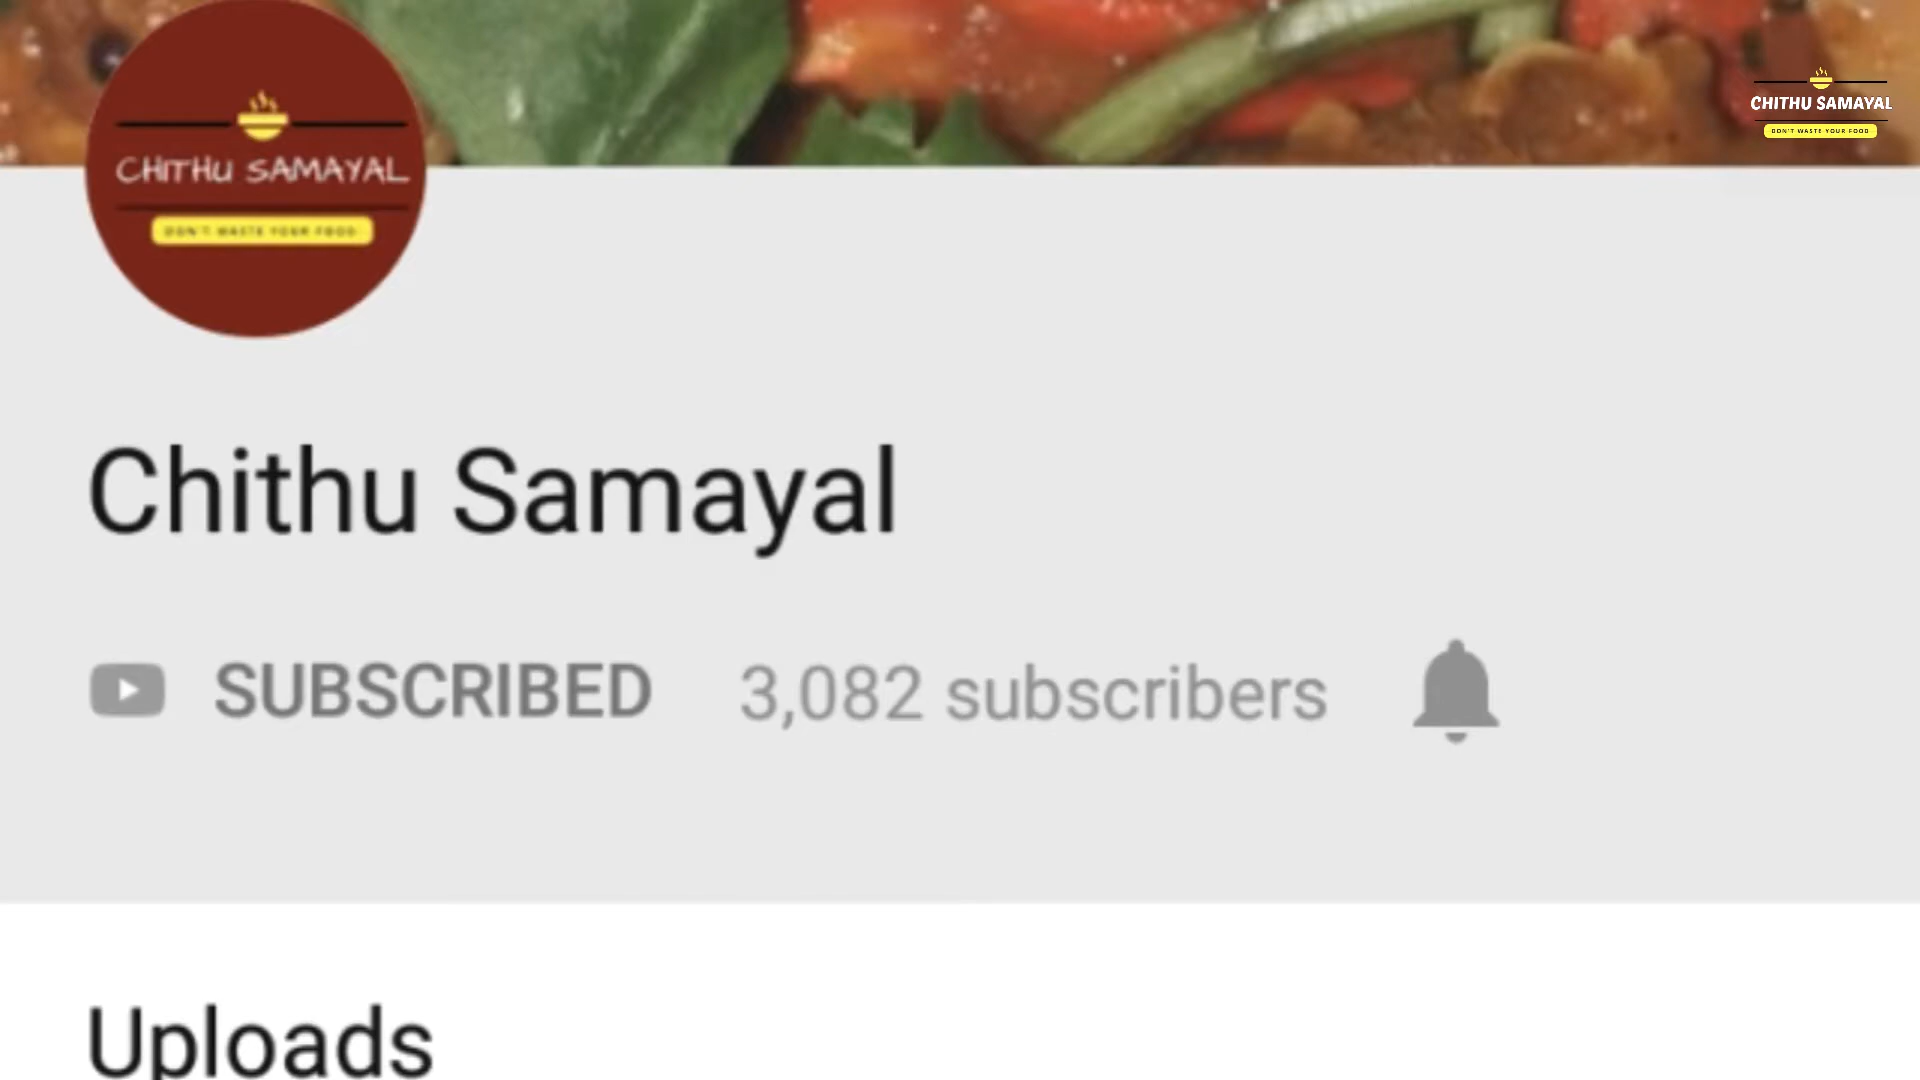 CHITHU SAMAYAL
DON'T WASTE YOUR FOOD
CHITHU SAMAYAL
DON'T WASTE YOUR FOOD
Chithu Samayal
SUBSCRIBED 3,082 subscribers
Uploads